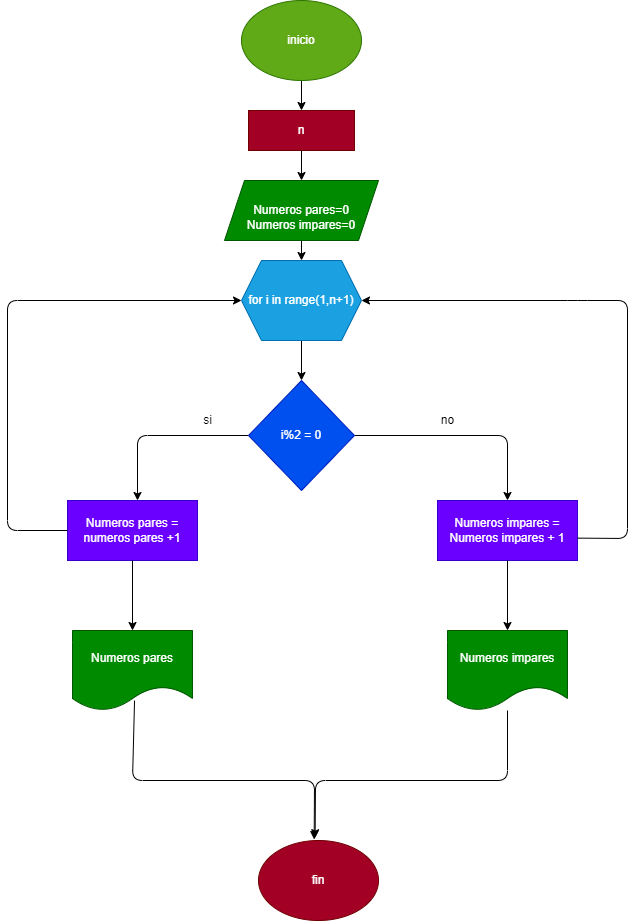 inicio
n
Numeros pares=0
Numeros impares=0
for i in range(1,n+1)
i%2 = 0
si
no
Numeros pares =
numeros pares +1
Numeros impares =
Numeros impares + 1
Numeros pares
Numeros impares
fin